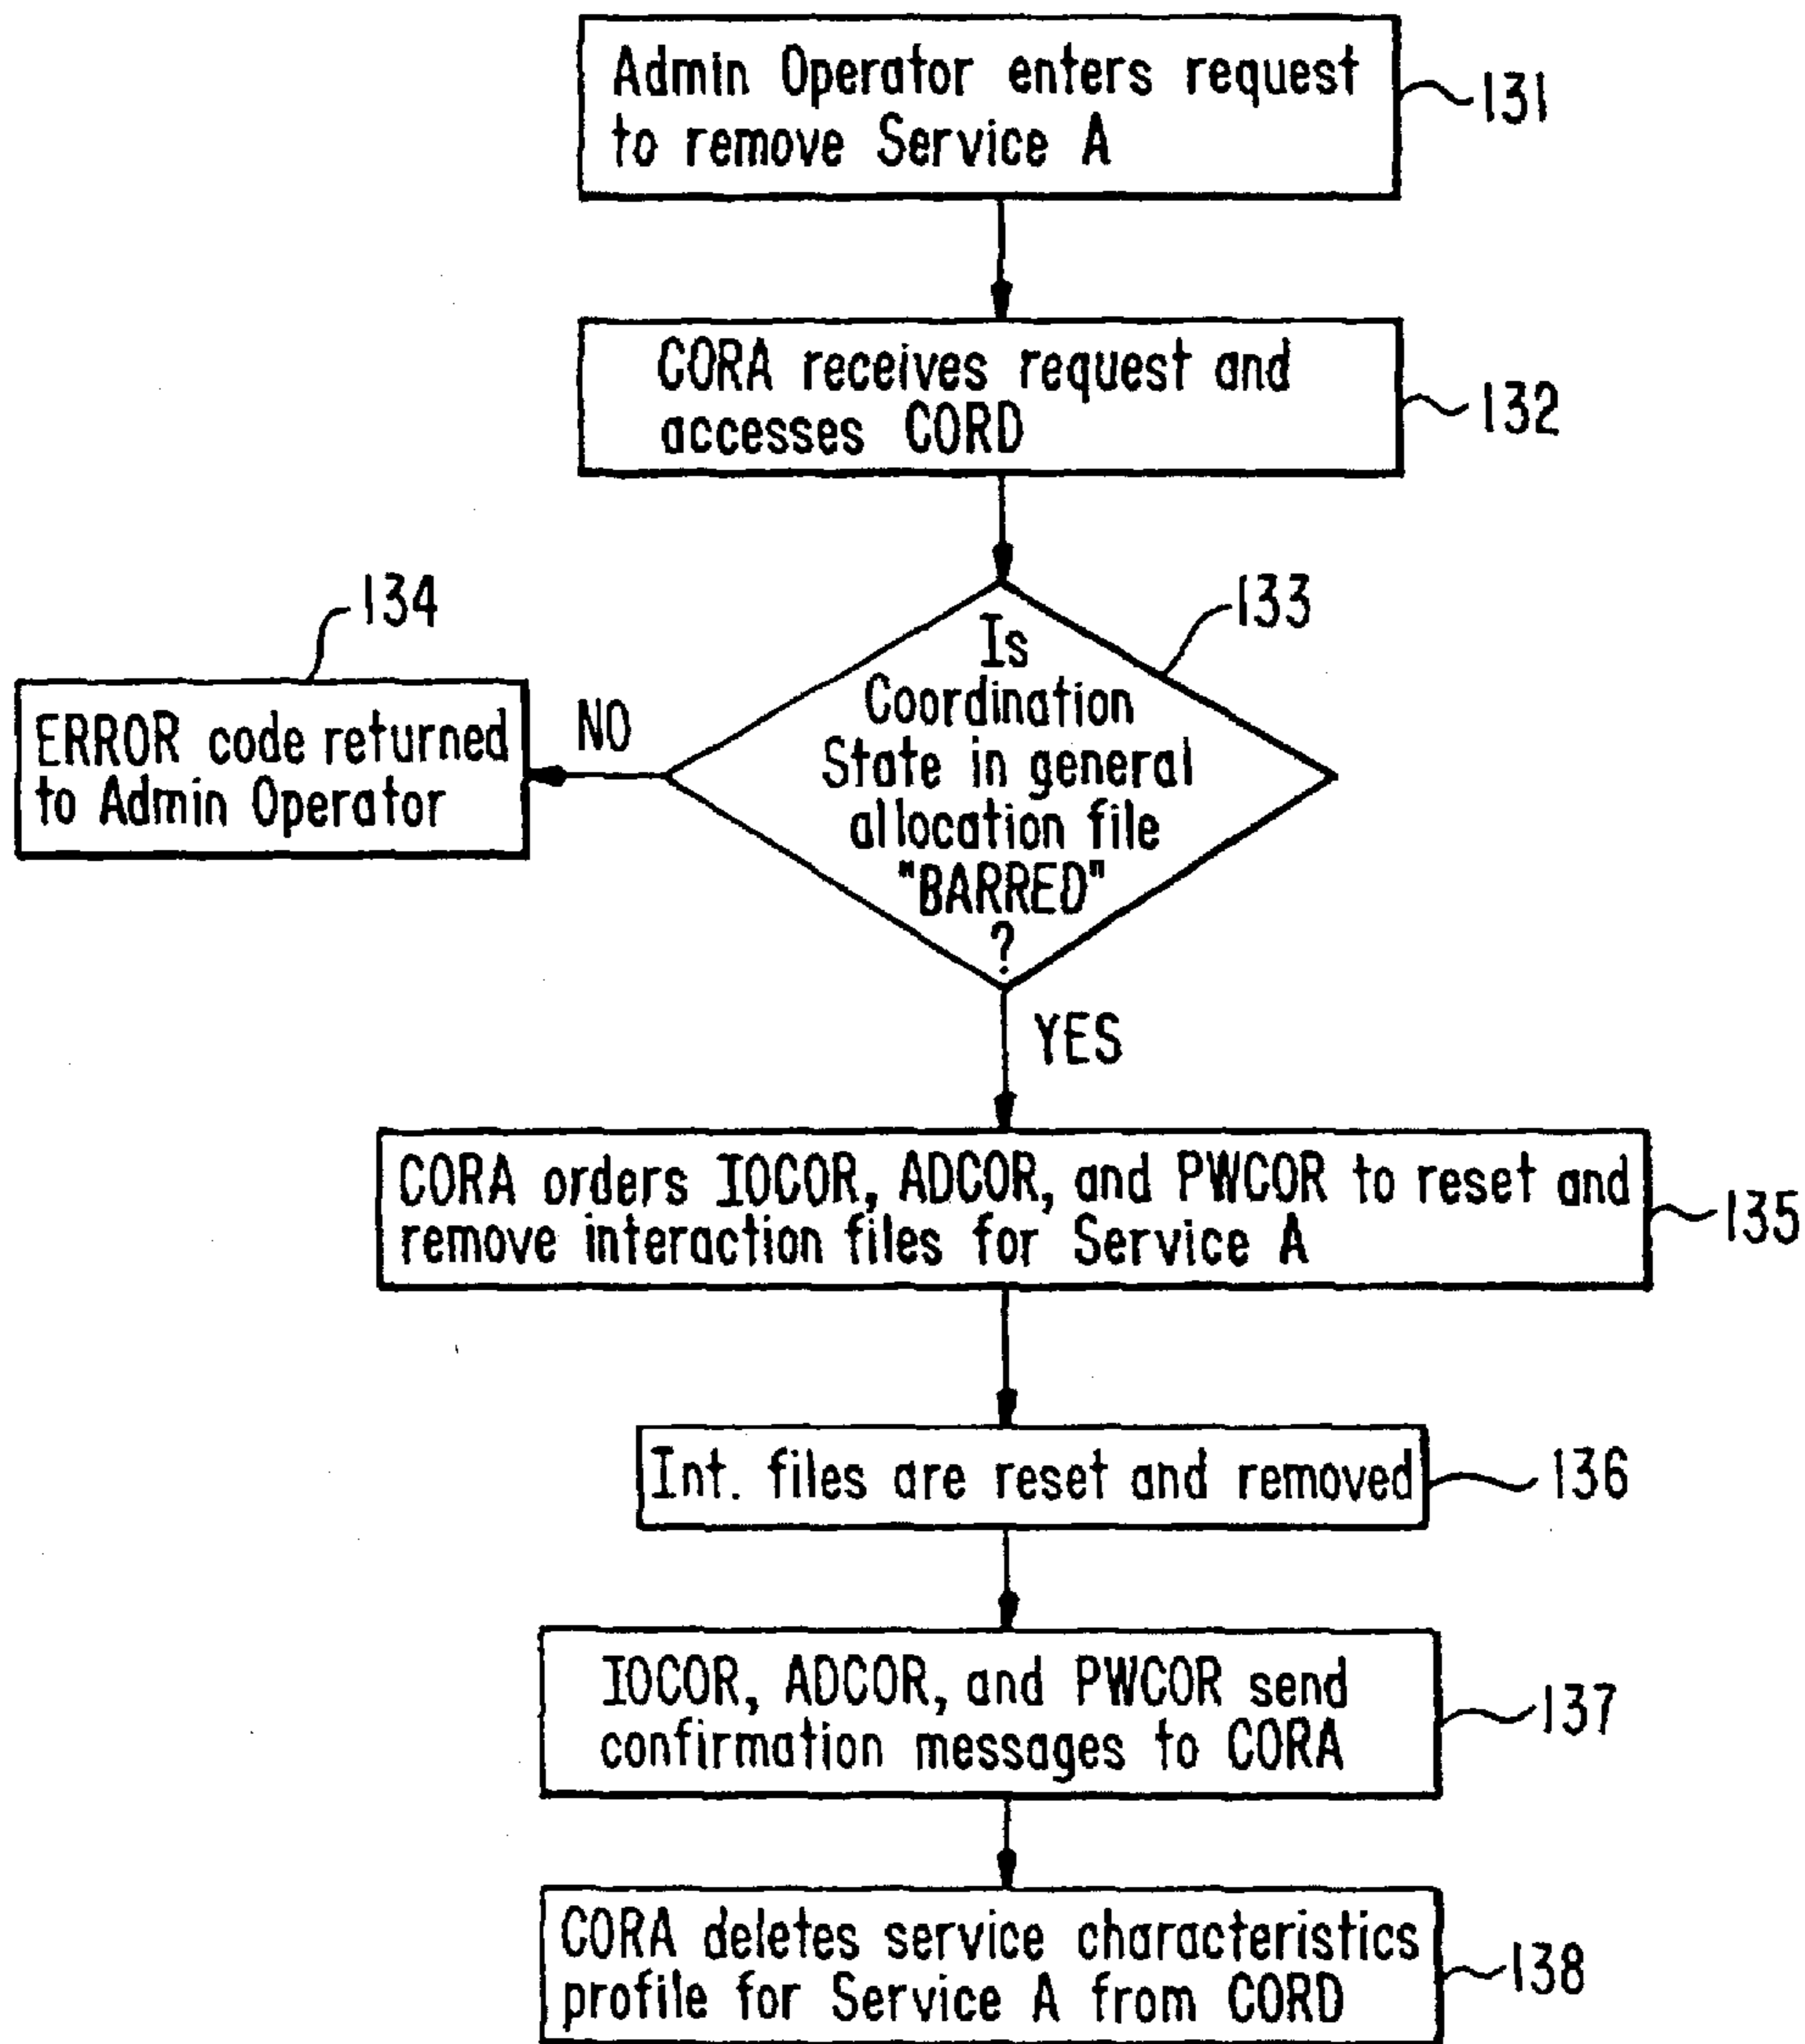 Admin Operator enters request
to remove Service A
131
CORA receives request and
accesses CORD
132
133
Is
Coordination
State in general
allocation file
"BARRED"
?
134
NO
ERROR code returned
to Admin Operator
YES
CORA orders IOCOR, ADCOR, and PWCOR to reset and
remove interaction files for Service A
135
Int. files are reset and removed
136
IOCOR, ADCOR, and PWCOR send
confirmation messages to CORA
137
CORA deletes service characteristics
profile for Service A from CORD
138